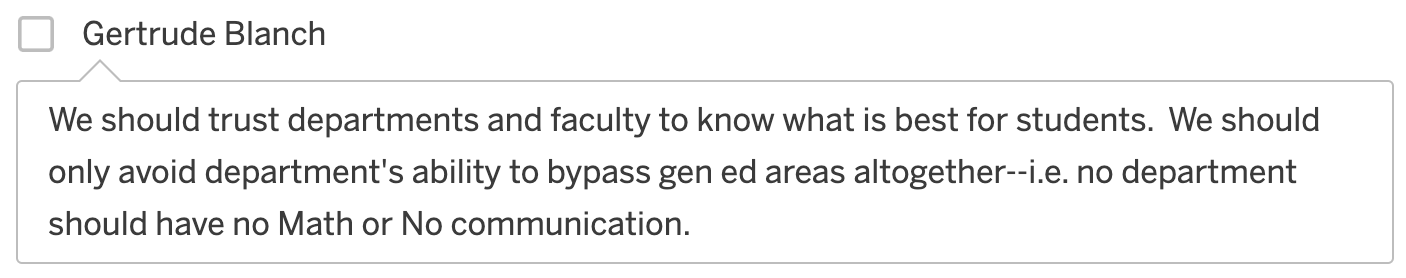 Gertrude Blanch
We should trust departments and faculty to know what is best for students.  We should
only avoid department's ability to bypass gen ed areas altogether--i.e. no department
should have no Math or No communication.